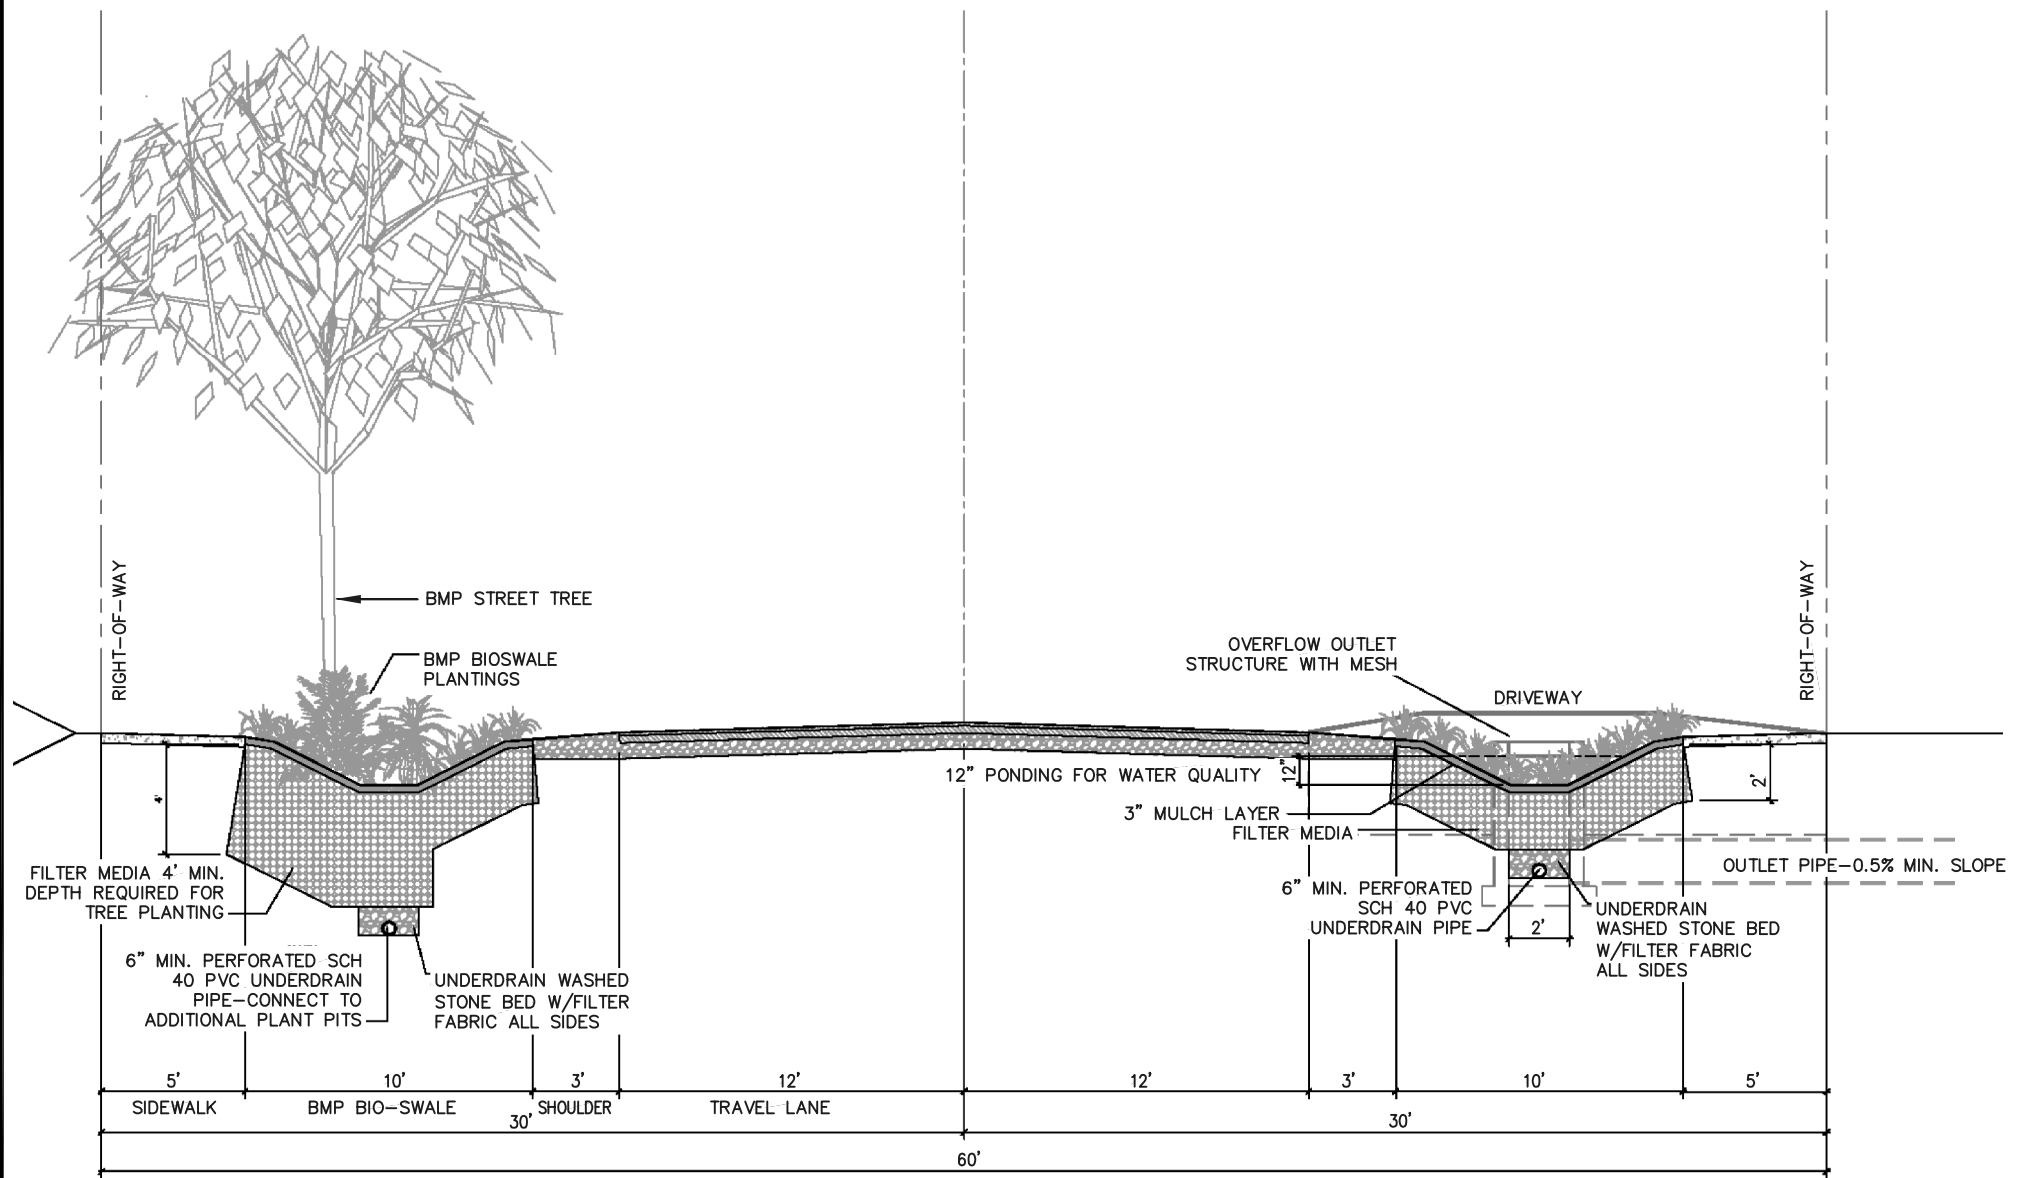 RIGHT-OF-WAY
BMP STREET TREE
BMP BIOSWALE
PLANTINGS
OVERFLOW OUTLET
STRUCTURE WITH MESH
DRIVEWAY
RIGHT-OF-WAY
12" PONDING FOR WATER QUALITY
12"
3" MULCH LAYER
FILTER MEDIA
2'
4'
FILTER MEDIA 4' MIN.
DEPTH REQUIRED FOR
TREE PLANTING
OUTLET PIPE-0.5% MIN. SLOPE
6" MIN. PERFORATED
SCH 40 PVC
UNDERDRAIN PIPE
2'
UNDERDRAIN
WASHED STONE BED
W/FILTER FABRIC
ALL SIDES
6" MIN. PERFORATED SCH
40 PVC UNDERDRAIN
PIPE-CONNECT TO
ADDITIONAL PLANT PITS
UNDERDRAIN WASHED
STONE BED W/FILTER
FABRIC ALL SIDES
5' 10' 3' 12' 12' 3' 10' 5'
SIDEWALK BMP BIO-SWALE SHOULDER TRAVEL LANE
30' 30'
60'